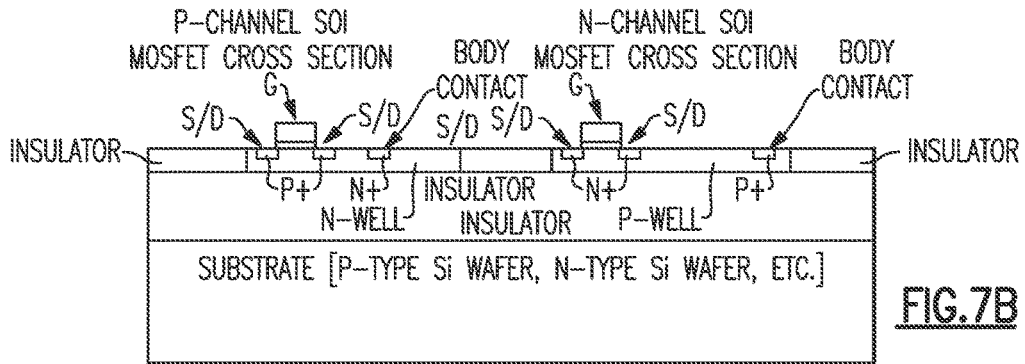 P-CHANNEL SOI
MOSFET CROSS SECTION
N-CHANNEL SOI
MOSFET CROSS SECTION
BODY
CONTACT
BODY
CONTACT
G
G
S/D
S/D
S/D
S/D
S/D
INSULATOR
INSULATOR
P+
N+
INSULATOR
N+
P+
N-WELL
INSULATOR
P-WELL
SUBSTRATE [P-TYPE Si WAFER, N-TYPE Si WAFER, ETC.]
FIG.7B